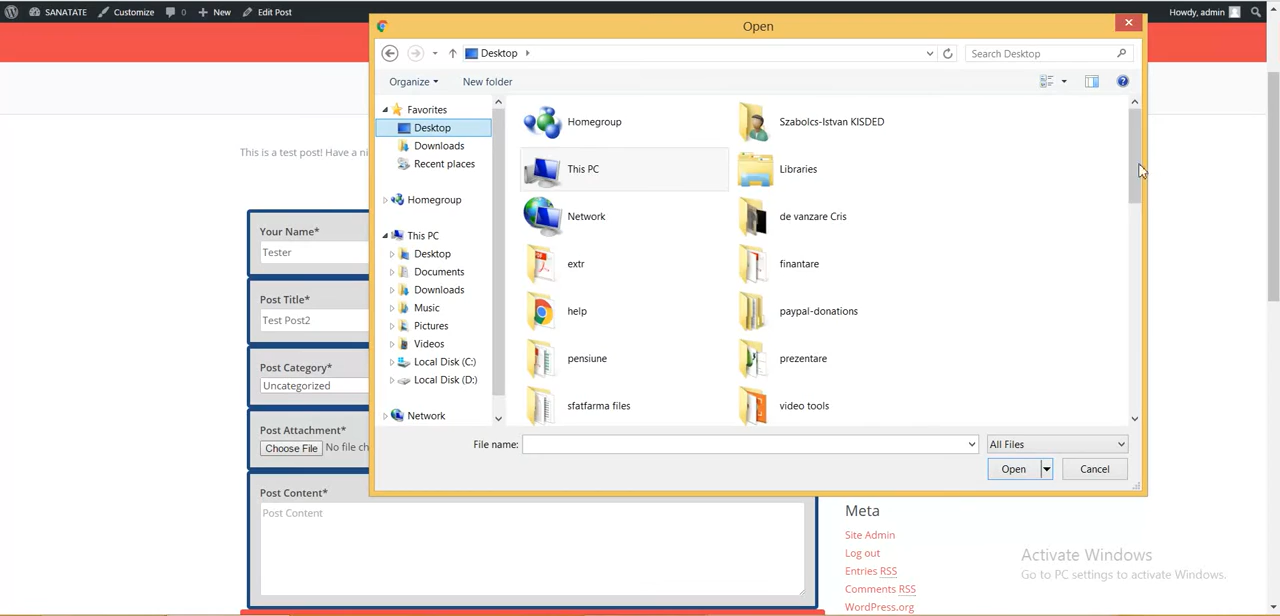 SANATATE Customize 0 New Edit Post Howdy, admin
Open
Desktop
Search Desktop
Organize New folder
Favorites
Desktop
Downloads
Recent places
Homegroup
This PC
Desktop
Documents
Downloads
Music
Pictures
Videos
Local Disk (C:)
Local Disk (D:)
Network
Homegroup
Szabolcs-Istvan KISDED
This PC
Libraries
Network
de vanzare Cris
extr
finantare
help
paypal-donations
pensiune
prezentare
sfatfarma files
video tools
File name:
All Files
Open
Cancel
This is a test post! Have a ni
Your Name*
Tester
Post Title*
Test Post2
Post Category*
Uncategorized
Post Attachment*
Choose File No file ch
Post Content*
Post Content
Meta
Site Admin
Log out
Entries RSS
Comments RSS
WordPress.org
Activate Windows
Go to PC settings to activate Windows.